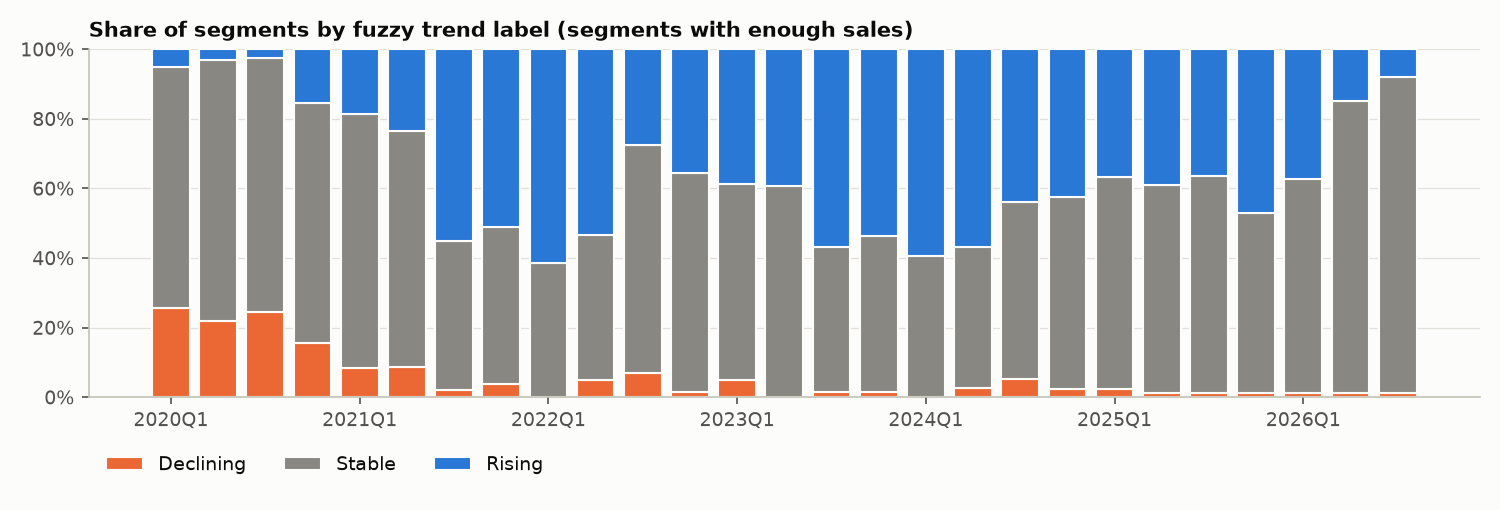 Share of segments by fuzzy trend label (segments with enough sales)
100%
80%
60%
40%
20%
0%
2020Q1 2021Q1 2022Q1 2023Q1 2024Q1 2025Q1 2026Q1
Declining Stable Rising